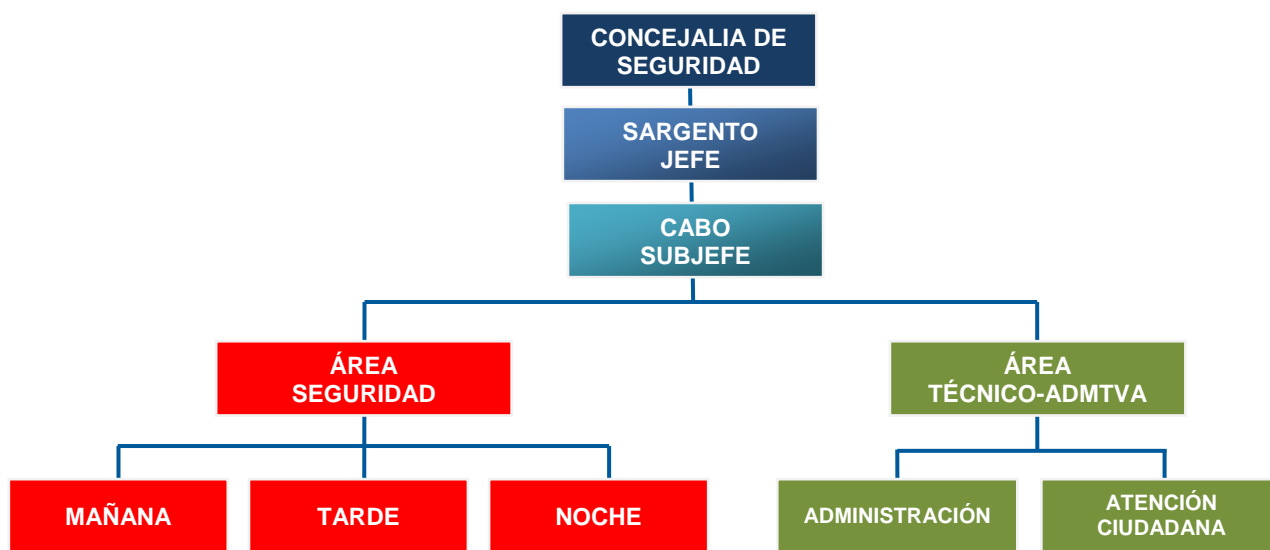 CONCEJALIA DE
SEGURIDAD
SARGENTO
JEFE
CABO
SUBJEFE
ÁREA
SEGURIDAD
ÁREA
TÉCNICO-ADMTVA
MAÑANA
TARDE
NOCHE
ADMINISTRACIÓN
ATENCIÓN
CIUDADANA